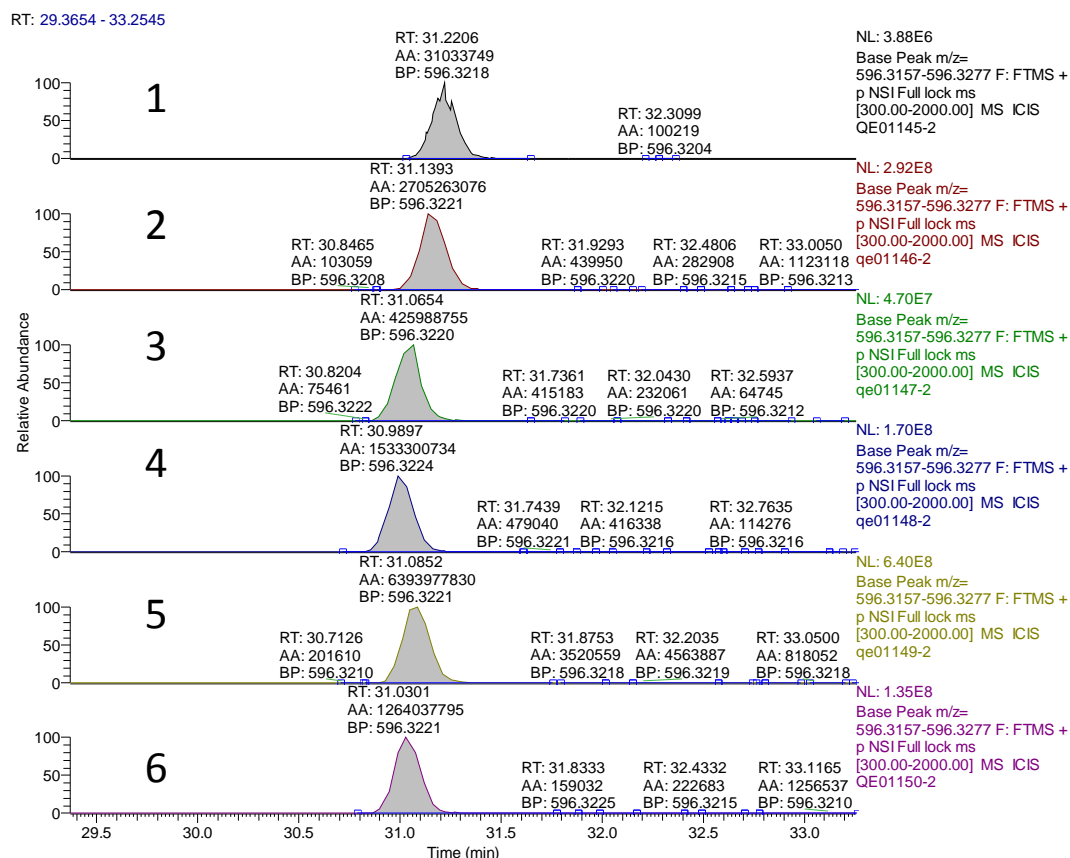 RT: 29.3654 - 33.2545
RT: 31.2206
AA: 31033749
BP: 596.3218
RT: 32.3099
AA: 100219
BP: 596.3204
NL: 3.88E6
Base Peak m/z=
596.3157-596.3277 F: FTMS +
p NSI Full lock ms
[300.00-2000.00] MS ICIS
QE01145-2
100
50
0
1
RT: 31.1393
AA: 2705263076
BP: 596.3221
RT: 30.8465
AA: 103059
BP: 596.3208
RT: 31.9293
AA: 439950
BP: 596.3220
RT: 32.4806
AA: 282908
BP: 596.3215
RT: 33.0050
AA: 1123118
BP: 596.3213
NL: 2.92E8
Base Peak m/z=
596.3157-596.3277 F: FTMS +
p NSI Full lock ms
[300.00-2000.00] MS ICIS
qe01146-2
100
50
0
2
RT: 31.0654
AA: 425988755
BP: 596.3220
RT: 30.8204
AA: 75461
BP: 596.3222
RT: 31.7361
AA: 415183
BP: 596.3220
RT: 32.0430
AA: 232061
BP: 596.3220
RT: 32.5937
AA: 64745
BP: 596.3212
NL: 4.70E7
Base Peak m/z=
596.3157-596.3277 F: FTMS +
p NSI Full lock ms
[300.00-2000.00] MS ICIS
qe01147-2
100
50
0
3
Relative Abundance
RT: 30.9897
AA: 1533300734
BP: 596.3224
RT: 31.7439
AA: 479040
BP: 596.3221
RT: 32.1215
AA: 416338
BP: 596.3216
RT: 32.7635
AA: 114276
BP: 596.3216
NL: 1.70E8
Base Peak m/z=
596.3157-596.3277 F: FTMS +
p NSI Full lock ms
[300.00-2000.00] MS ICIS
qe01148-2
100
50
0
4
RT: 31.0852
AA: 6393977830
BP: 596.3221
RT: 30.7126
AA: 201610
BP: 596.3210
RT: 31.8753
AA: 3520559
BP: 596.3218
RT: 32.2035
AA: 4563887
BP: 596.3219
RT: 33.0500
AA: 818052
BP: 596.3218
NL: 6.40E8
Base Peak m/z=
596.3157-596.3277 F: FTMS +
p NSI Full lock ms
[300.00-2000.00] MS ICIS
qe01149-2
100
50
0
5
RT: 31.0301
AA: 1264037795
BP: 596.3221
RT: 31.8333
AA: 159032
BP: 596.3225
RT: 32.4332
AA: 222683
BP: 596.3215
RT: 33.1165
AA: 1256537
BP: 596.3210
NL: 1.35E8
Base Peak m/z=
596.3157-596.3277 F: FTMS +
p NSI Full lock ms
[300.00-2000.00] MS ICIS
QE01150-2
100
50
0
6
29.5 30.0 30.5 31.0 31.5 32.0 32.5 33.0
Time (min)